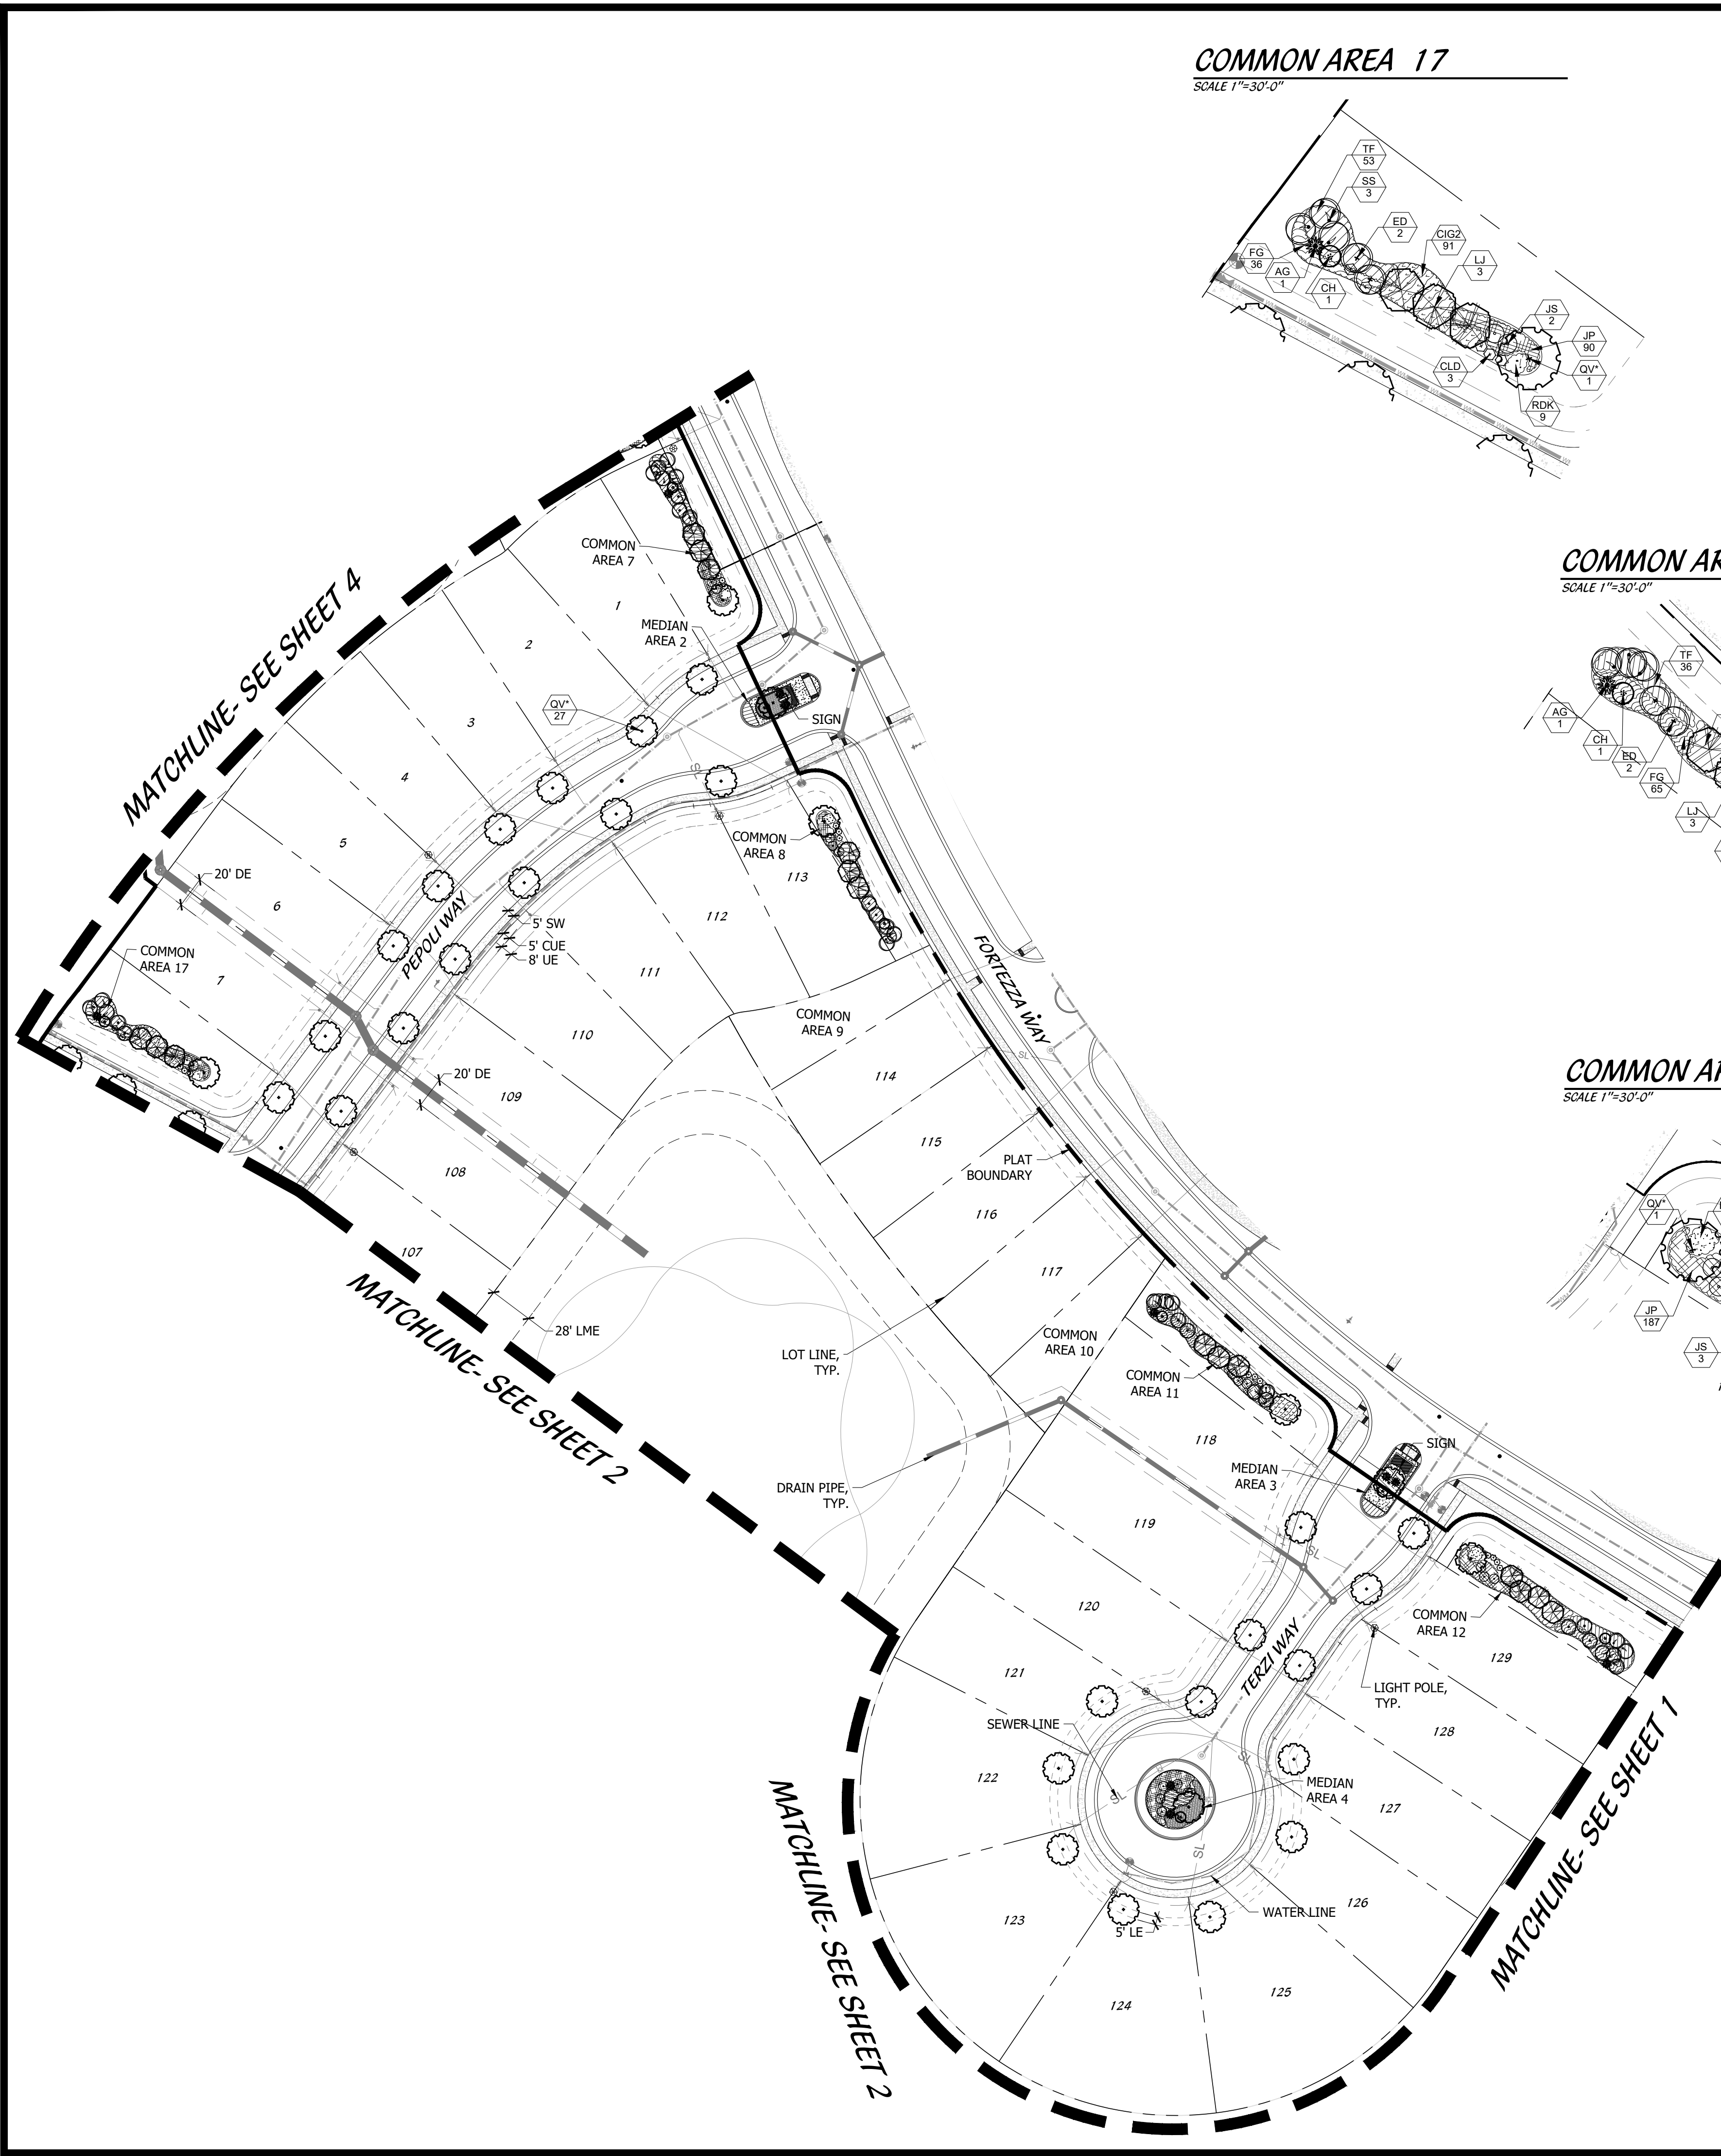 COMMON AREA 17
SCALE 1"=30'-0"
TF
53
SS
3
ED
2
CIG2
91
LJ
3
FG
36
AG
1
CH
1
JS
2
JP
90
QV*
1
CLD
3
RDK
9
COMMON AR
SCALE 1"=30'-0"
TF
36
AG
1
CH
1
ED
2
FG
65
LJ
3
COMMON AR
SCALE 1"=30'-0"
QV*
1
JP
187
JS
3
MATCHLINE- SEE SHEET 4
COMMON
AREA 7
1
2
MEDIAN
AREA 2
3
QV*
27
SIGN
SL
4
5
COMMON
AREA 8
113
20' DE
6
112
PEPOLI WAY
5' SW
5' CUE
8' UE
COMMON
AREA 17
7
111
FORTEZZA WAY
110
COMMON
AREA 9
SL
114
20' DE
109
115
108
PLAT
BOUNDARY
116
107
117
MATCHLINE- SEE SHEET 2
28' LME
LOT LINE,
TYP.
COMMON
AREA 10
COMMON
AREA 11
118
SIGN
MEDIAN
AREA 3
DRAIN PIPE,
TYP.
119
SL
120
COMMON
AREA 12
129
121
TERZI WAY
LIGHT POLE,
TYP.
SEWER LINE
128
SL
122
MEDIAN
AREA 4
SL
127
SL
MATCHLINE- SEE SHEET 1
126
WATER LINE
123
5' LE
MATCHLINE- SEE SHEET 2
125
124